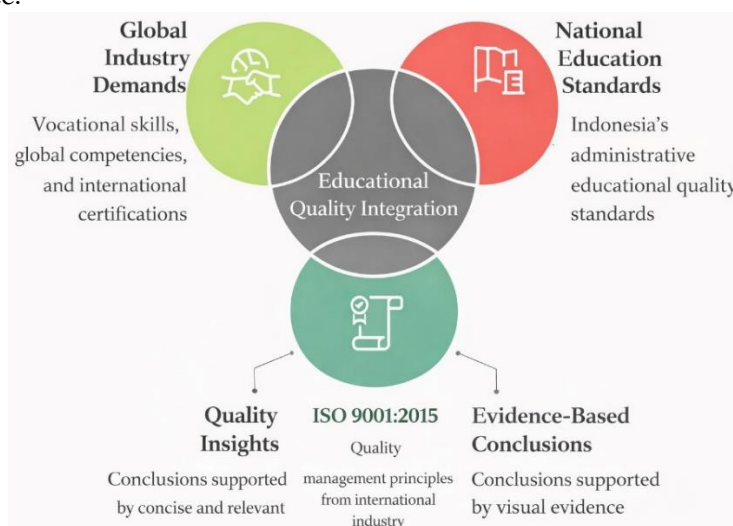 Global
Industry
Demands
Vocational skills,
global competencies,
and international
certifications
National
Education
Standards
Indonesia's
administrative
educational quality
standards
Educational
Quality Integration
Quality
Insights
Conclusions supported
by concise and relevant
ISO 9001:2015
Quality
management principles
from international
industry
Evidence-Based
Conclusions
Conclusions supported
by visual evidence